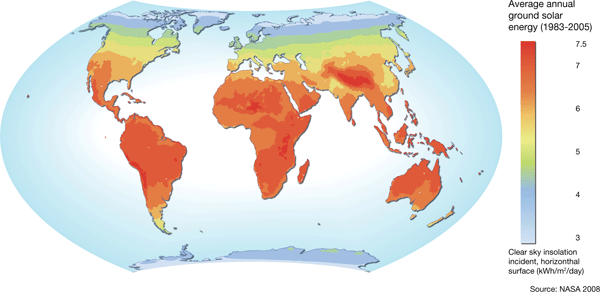 Average annual
ground solar
energy (1983-2005)
7.5
7
6
5
4
3
Clear sky insolation
incident, horizonthal
surface (kWh/m²/day)
Source: NASA 2008